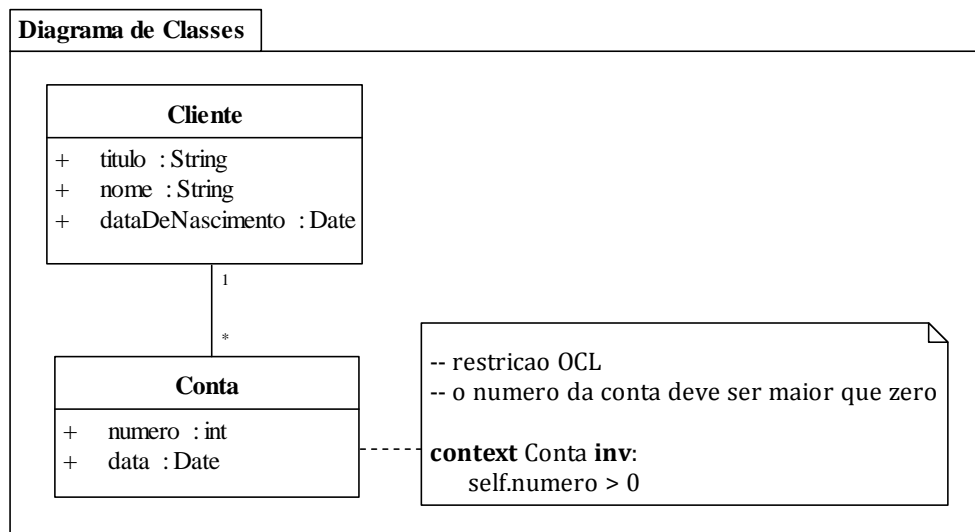 Diagrama de Classes
Cliente
+ titulo : String
+ nome : String
+ dataDeNascimento : Date
1
*
Conta
+ numero : int
+ data : Date
-- restricao OCL
-- o numero da conta deve ser maior que zero
context Conta inv:
self.numero > 0